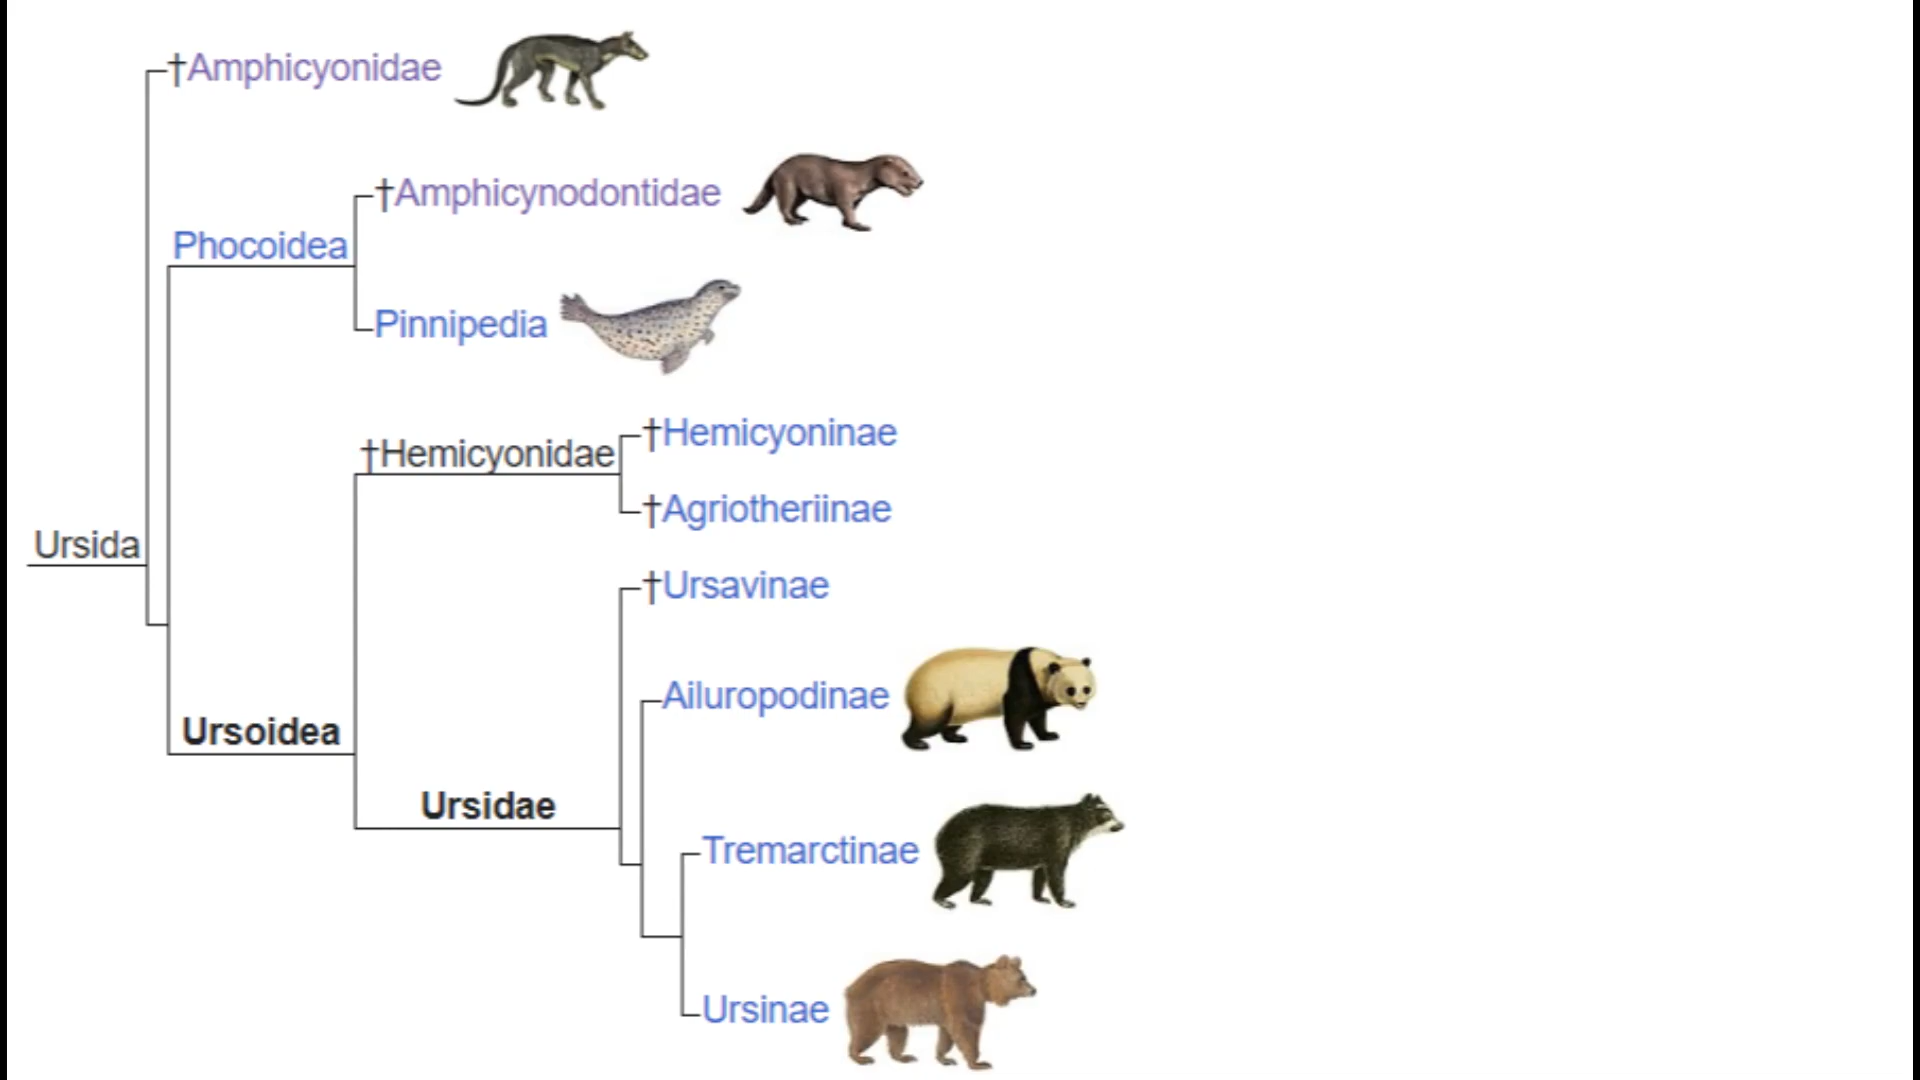 †Amphicyonidae
†Amphicynodontidae
Phocoidea
Pinnipedia
†Hemicyoninae
†Hemicyonidae
†Agriotheriinae
Ursida
†Ursavinae
Ailuropodinae
Ursoidea
Ursidae
Tremarctinae
Ursinae